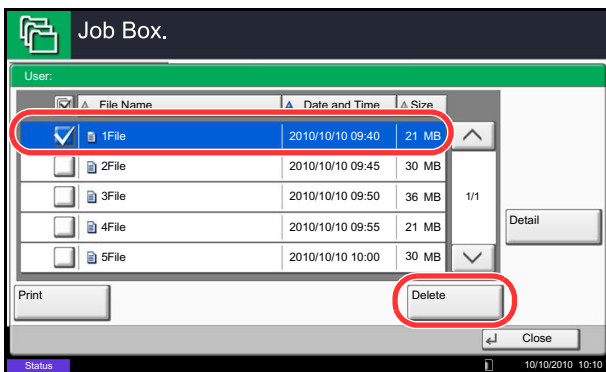 Job Box.
User:
File Name Date and Time Size
1File 2010/10/10 09:40 21 MB
2File 2010/10/10 09:45 30 MB
3File 2010/10/10 09:50 36 MB
1/1
4File 2010/10/10 09:55 21 MB
Detail
5File 2010/10/10 10:00 30 MB
Print Delete
Close
Status 10/10/2010 10:10